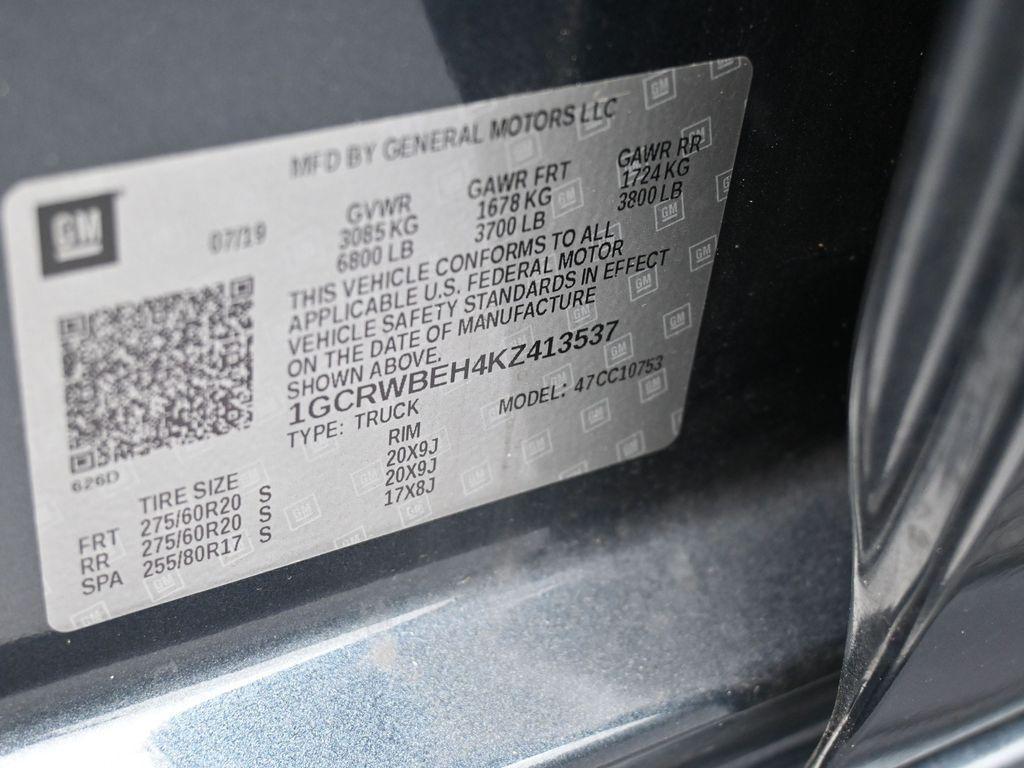 MFD BY GENERAL MOTORS LLC
GM
07/19
GVWR GAWR FRT GAWR RR
3085 KG 1678 KG 1724 KG
6800 LB 3700 LB 3800 LB
THIS VEHICLE CONFORMS TO ALL
APPLICABLE U.S. FEDERAL MOTOR
VEHICLE SAFETY STANDARDS IN EFFECT
ON THE DATE OF MANUFACTURE
SHOWN ABOVE.
1GCRWBEH4KZ413537
TYPE: TRUCK MODEL: 47CC10753
626D
TIRE SIZE RIM
FRT 275/60R20 S 20X9J
RR 275/60R20 S 20X9J
SPA 255/80R17 S 17X8J